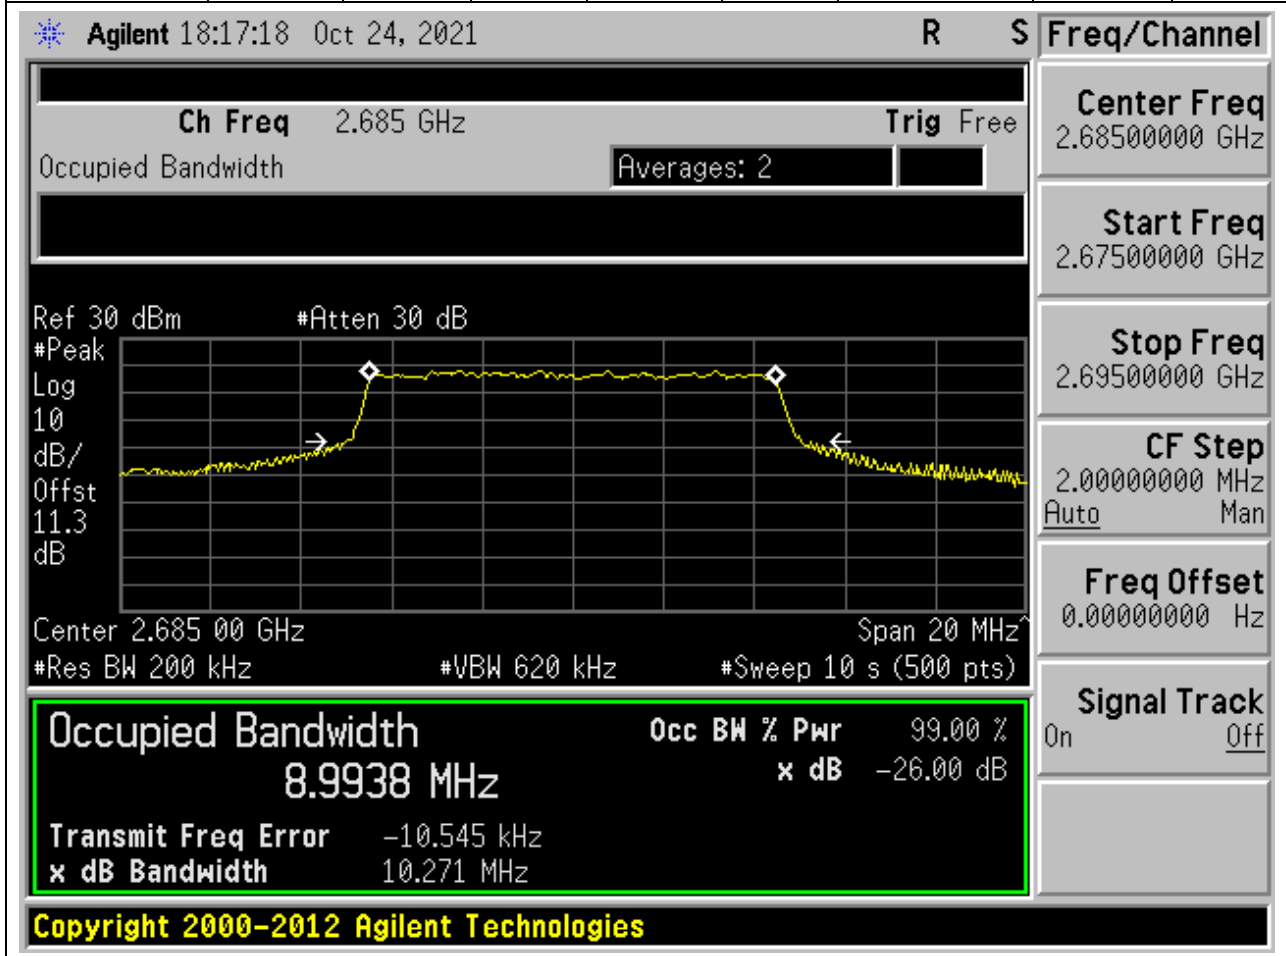 Agilent 18:17:18 Oct 24, 2021 R S Freq/Channel
Ch Freq 2.685 GHz Trig Free
Occupied Bandwidth Averages: 2
Center Freq
2.68500000 GHz
Start Freq
2.67500000 GHz
Stop Freq
2.69500000 GHz
CF Step
2.00000000 MHz
Auto Man
Freq Offset
0.00000000 Hz
Signal Track
On Off
Ref 30 dBm #Atten 30 dB
#Peak
Log
10
dB/
Offst
11.3
dB
Center 2.685 00 GHz Span 20 MHz^
#Res BW 200 kHz #VBW 620 kHz #Sweep 10 s (500 pts)
Occupied Bandwidth Occ BW % Pwr 99.00 %
8.9938 MHz x dB -26.00 dB
Transmit Freq Error -10.545 kHz
x dB Bandwidth 10.271 MHz
Copyright 2000-2012 Agilent Technologies